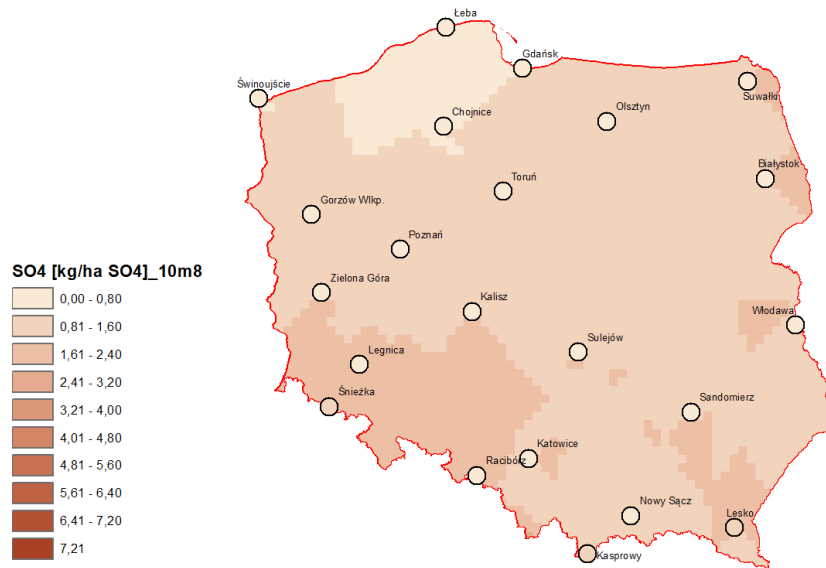 Łeba
Gdańsk
Świnoujście
Suwałki
Chojnice
Olsztyn
Białystok
Toruń
Gorzów Wlkp.
Poznań
SO4 [kg/ha SO4]_10m8
0,00 - 0,80
0,81 - 1,60
1,61 - 2,40
2,41 - 3,20
3,21 - 4,00
4,01 - 4,80
4,81 - 5,60
5,61 - 6,40
6,41 - 7,20
7,21
Zielona Góra
Kalisz
Włodawa
Sulejów
Legnica
Śnieżka
Sandomierz
Katowice
Racibórz
Nowy Sącz
Lesko
Kasprowy